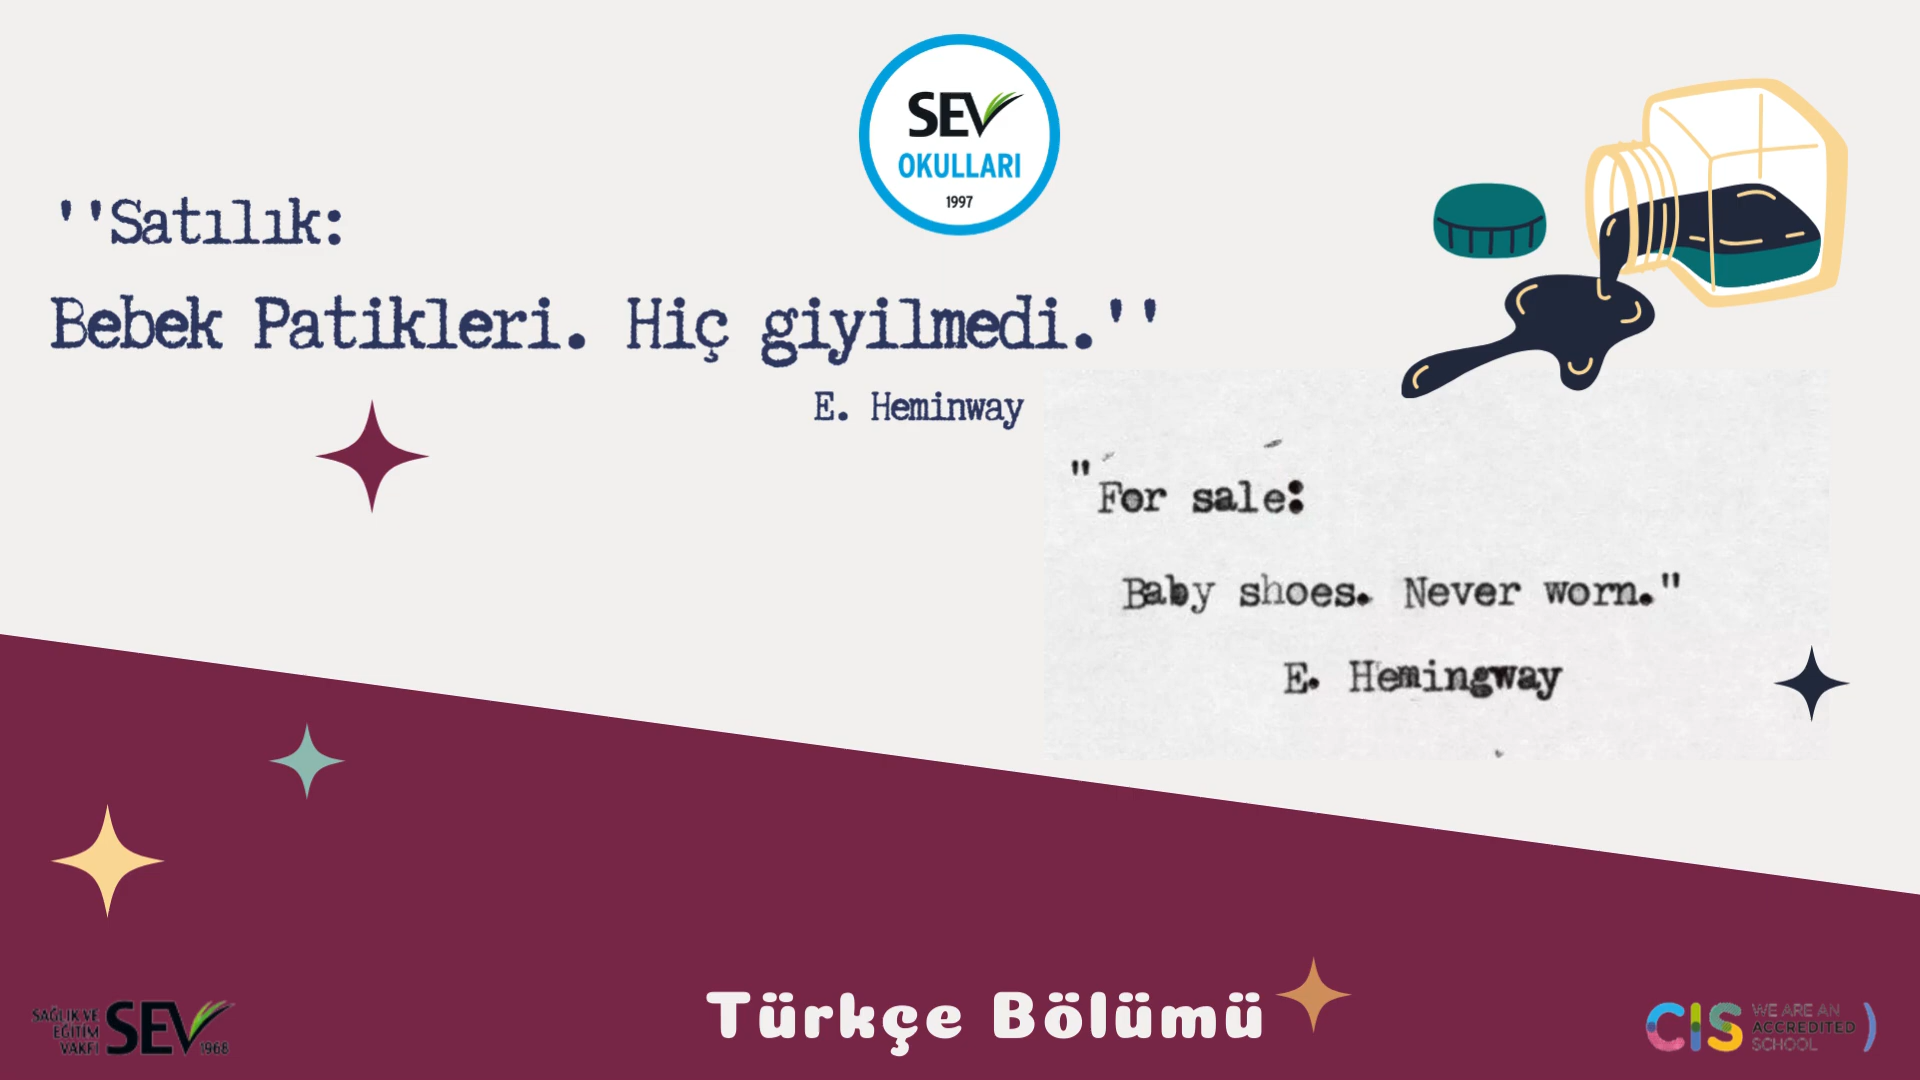 SEV
OKULLARI
1997
''Satılık:
Bebek Patikleri. Hiç giyilmedi.''
E. Heminway
"For sale:
Baby shoes. Never worn."
E. Hemingway
Türkçe Bölümü
SAĞLIK VE
EĞİTİM
VAKFI
SEV
1968
CIS
WE ARE AN
ACCREDITED
SCHOOL